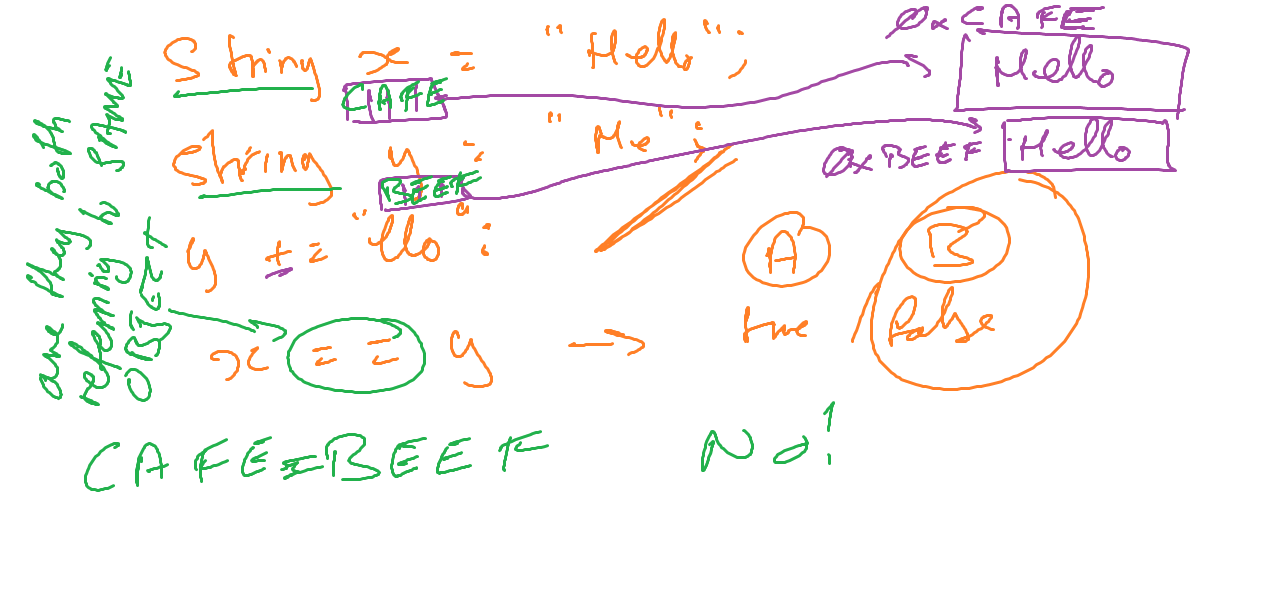 String x = "Hello";
CAFE
0xCAFE
Hello
String y = "He";
BEEF
0xBEEF
Hello
y += "llo";
x == y → 
A
true
B
false
are they both
referring to SAME
OBJECT
CAFE=BEEF No!